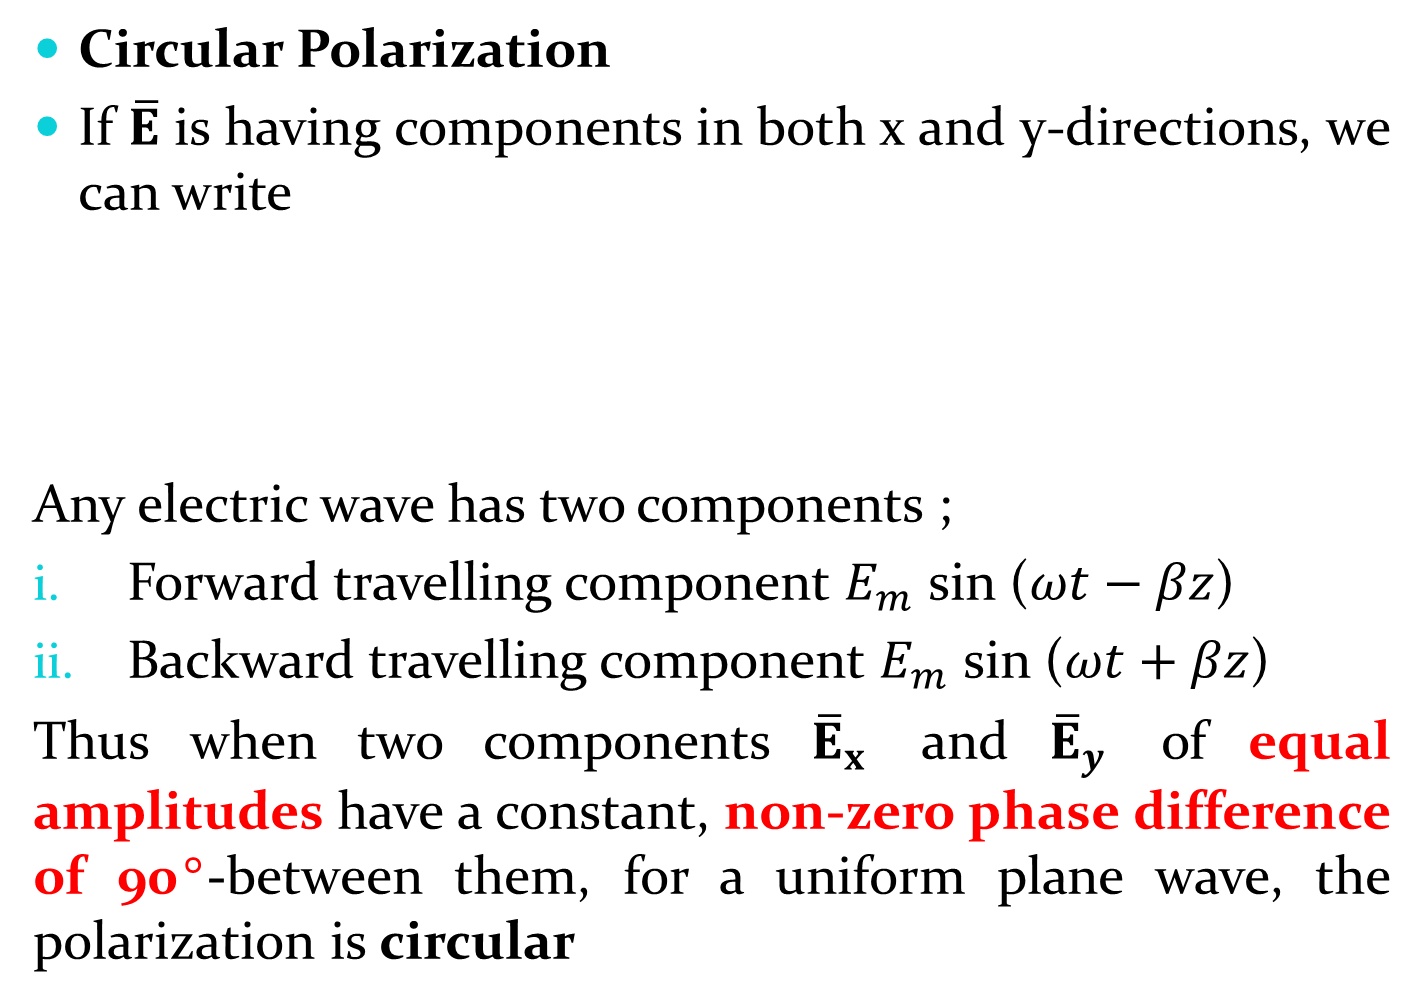 • Circular Polarization
• If Ē is having components in both x and y-directions, we
can write
Any electric wave has two components ;
i. Forward travelling component Eₘ sin (ωt − βz)
ii. Backward travelling component Eₘ sin (ωt + βz)
Thus when two components Ēₓ and Ē_y of equal
amplitudes have a constant, non-zero phase difference
of 90°-between them, for a uniform plane wave, the
polarization is circular